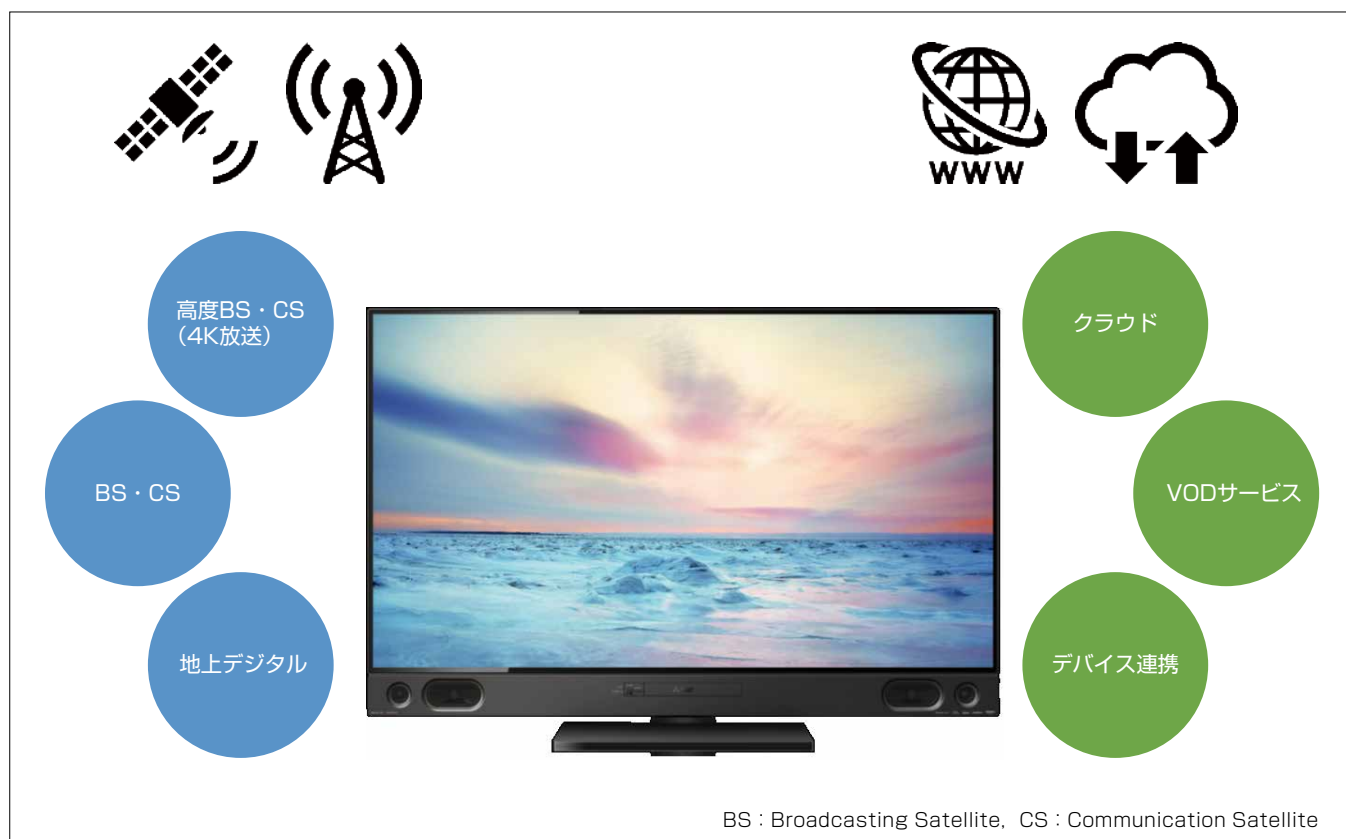 WWW
高度BS・CS
（4K放送）
クラウド
BS・CS
VODサービス
地上デジタル
デバイス連携
BS：Broadcasting Satellite, CS：Communication Satellite